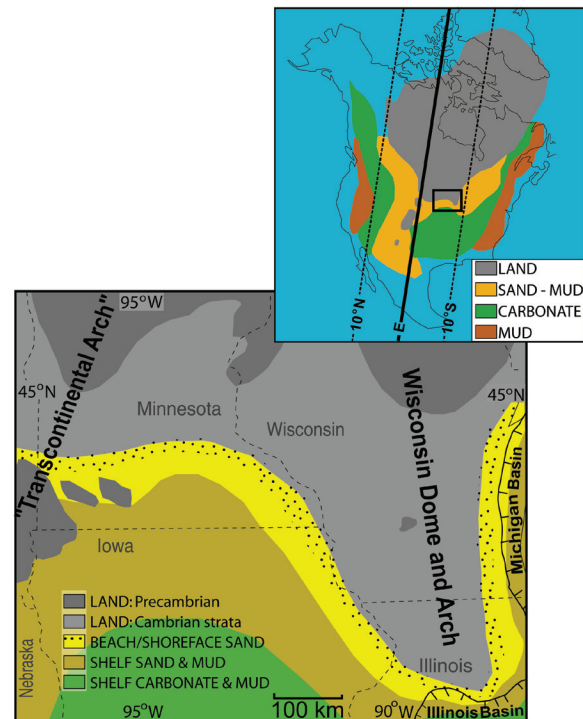 10°N
E
10°S
LAND
SAND - MUD
CARBONATE
MUD
95°W
"Transcontinental Arch"
45°N
45°N
Minnesota
Wisconsin
Wisconsin Dome and Arch
Michigan Basin
Iowa
LAND: Precambrian
LAND: Cambrian strata
BEACH/SHOREFACE SAND
SHELF SAND & MUD
SHELF CARBONATE & MUD
Nebraska
Illinois
95°W
100 km
90°W
Illinois Basin